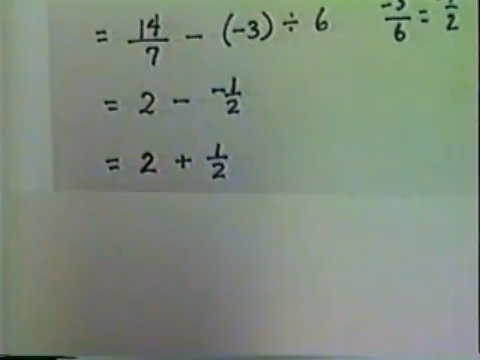 = 14/7 - (-3) ÷ 6
-3/6 = -1/2
= 2 - -1/2
= 2 + 1/2